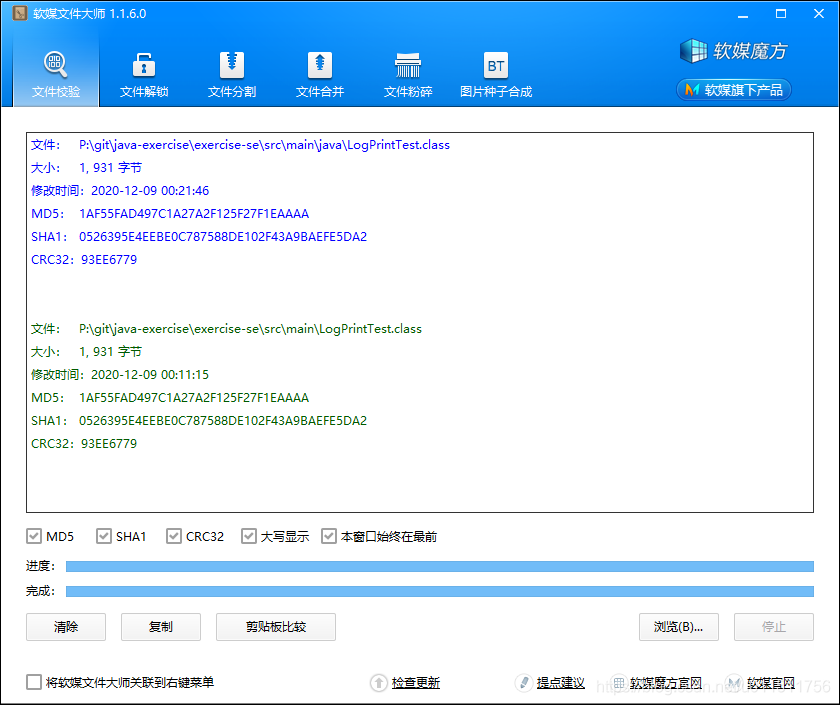 软媒文件大师 1.1.6.0
软媒魔方
BT
文件校验 文件解锁 文件分割 文件合并 文件粉碎 图片种子合成 软媒旗下产品
文件: P:\git\java-exercise\exercise-se\src\main\java\LogPrintTest.class
大小: 1, 931 字节
修改时间: 2020-12-09 00:21:46
MD5: 1AF55FAD497C1A27A2F125F27F1EAAAA
SHA1: 0526395E4EEBE0C787588DE102F43A9BAEFE5DA2
CRC32: 93EE6779
文件: P:\git\java-exercise\exercise-se\src\main\LogPrintTest.class
大小: 1, 931 字节
修改时间: 2020-12-09 00:11:15
MD5: 1AF55FAD497C1A27A2F125F27F1EAAAA
SHA1: 0526395E4EEBE0C787588DE102F43A9BAEFE5DA2
CRC32: 93EE6779
MD5 SHA1 CRC32 大写显示 本窗口始终在最前
进度:
完成:
清除 复制 剪贴板比较 浏览(B)... 停止
将软媒文件大师关联到右键菜单 检查更新 提点建议 软媒魔方官网 软媒官网